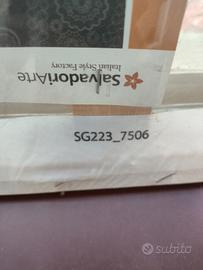 SalvadoriArte
Italian Style Factory
SG223_7506
subito